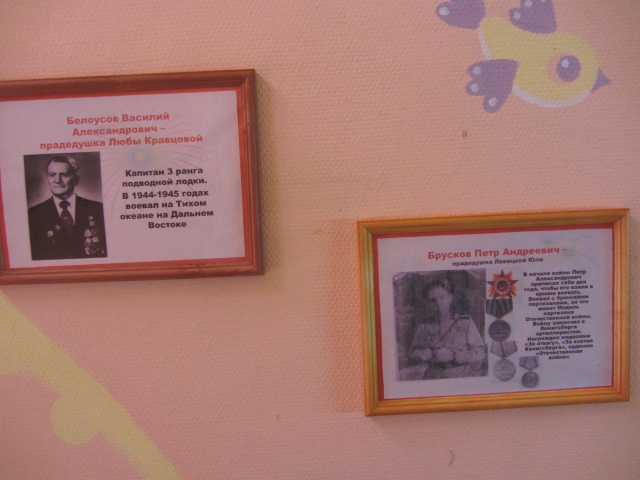 Белоусов Василий
Александрович –
прадедушка Любы Кравцовой
Капитан 3 ранга
подводной лодки.
В 1944-1945 годах
воевал на Тихом
океане на Дальнем
Востоке
Брусков Петр Андреевич –
прадедушка Левицкой Юли
В начале войны Петр
Александрович
приписал себе два
года, чтобы его взяли в
армию воевать.
Воевал с брянскими
партизанами, за что
имеет Медаль
партизана
Отечественной войны.
Войну закончил в
Кенигсберге
артиллеристом.
Награжден медалями
«За отвагу», «За взятие
Кенигсберга», орденом
«Отечественная
война»